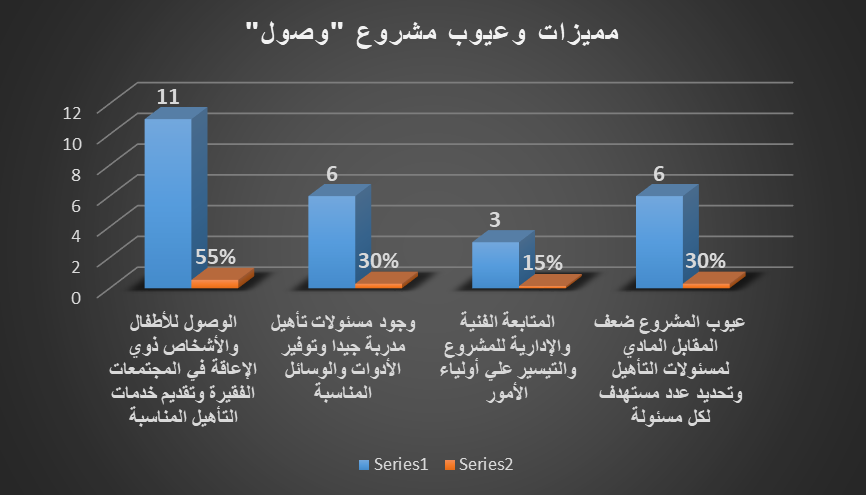 مميزات وعيوب مشروع "وصول"
12
10
8
6
4
2
0
11
55%
6
30%
3
15%
6
30%
الوصول للأطفال
والأشخاص ذوي
الإعاقة في المجتمعات
الفقيرة وتقديم خدمات
التأهيل المناسبة
وجود مسئولات تأهيل
مدربة جيدا وتوفير
الأدوات والوسائل
المناسبة
المتابعة الفنية
والإدارية للمشروع
والتيسير علي أولياء
الأمور
عيوب المشروع ضعف
المقابل المادي
لمسئولات التأهيل
وتحديد عدد مستهدف
لكل مسئولة
Series1
Series2